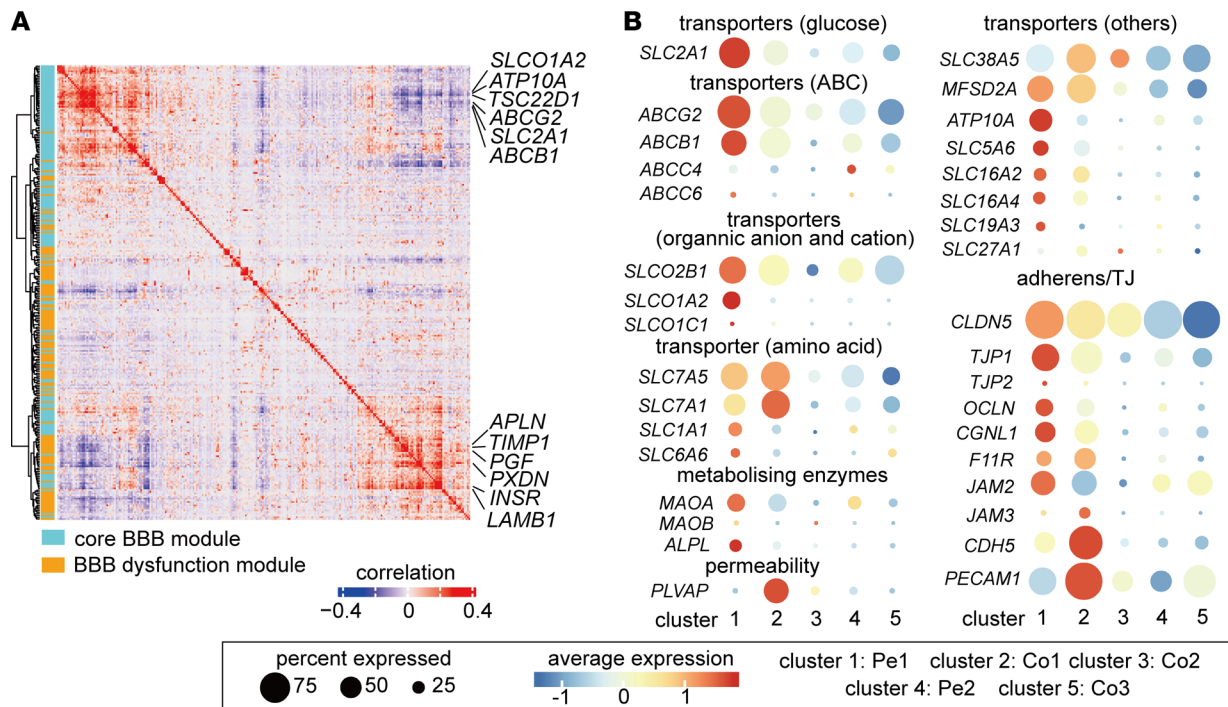 A
SLCO1A2
ATP10A
TSC22D1
ABCG2
SLC2A1
ABCB1
APLN
TIMP1
PGF
PXDN
INSR
LAMB1
core BBB module
BBB dysfunction module
correlation
−0.4 0 0.4
B
transporters (glucose)
SLC2A1
transporters (ABC)
ABCG2
ABCB1
ABCC4
ABCC6
transporters
(organnic anion and cation)
SLCO2B1
SLCO1A2
SLCO1C1
transporter (amino acid)
SLC7A5
SLC7A1
SLC1A1
SLC6A6
metabolising enzymes
MAOA
MAOB
ALPL
permeability
PLVAP
cluster 1 2 3 4 5
transporters (others)
SLC38A5
MFSD2A
ATP10A
SLC5A6
SLC16A2
SLC16A4
SLC19A3
SLC27A1
adherens/TJ
CLDN5
TJP1
TJP2
OCLN
CGNL1
F11R
JAM2
JAM3
CDH5
PECAM1
cluster 1 2 3 4 5
percent expressed
75 50 25
average expression
-1 0 1
cluster 1: Pe1 cluster 2: Co1 cluster 3: Co2
cluster 4: Pe2 cluster 5: Co3